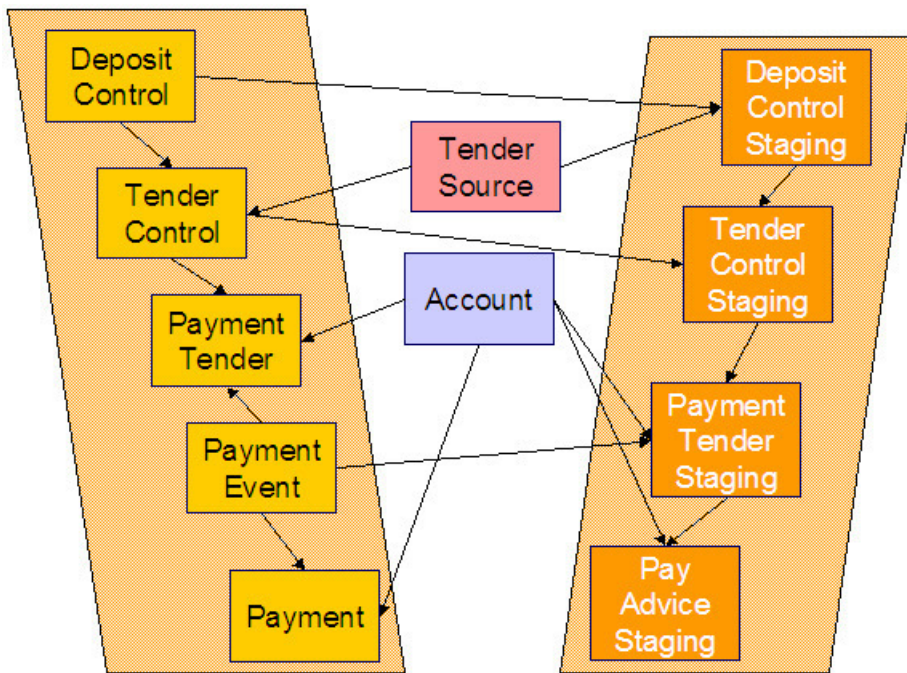 Deposit
Control
Tender
Control
Payment
Tender
Payment
Event
Payment
Tender
Source
Account
Deposit
Control
Staging
Tender
Control
Staging
Payment
Tender
Staging
Pay
Advice
Staging